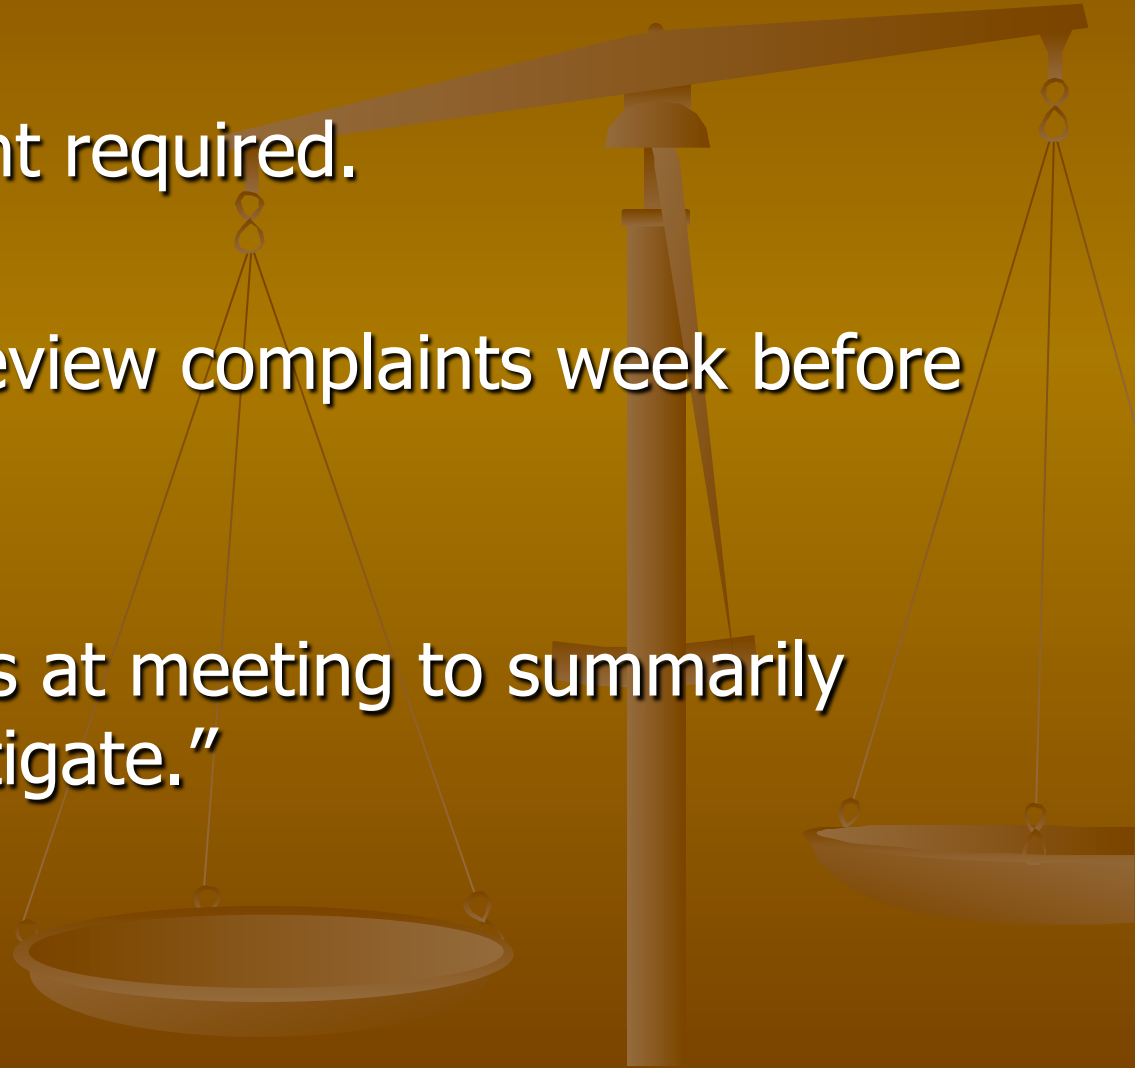 nt required.
eview complaints week before
s at meeting to summarily
tigate.”